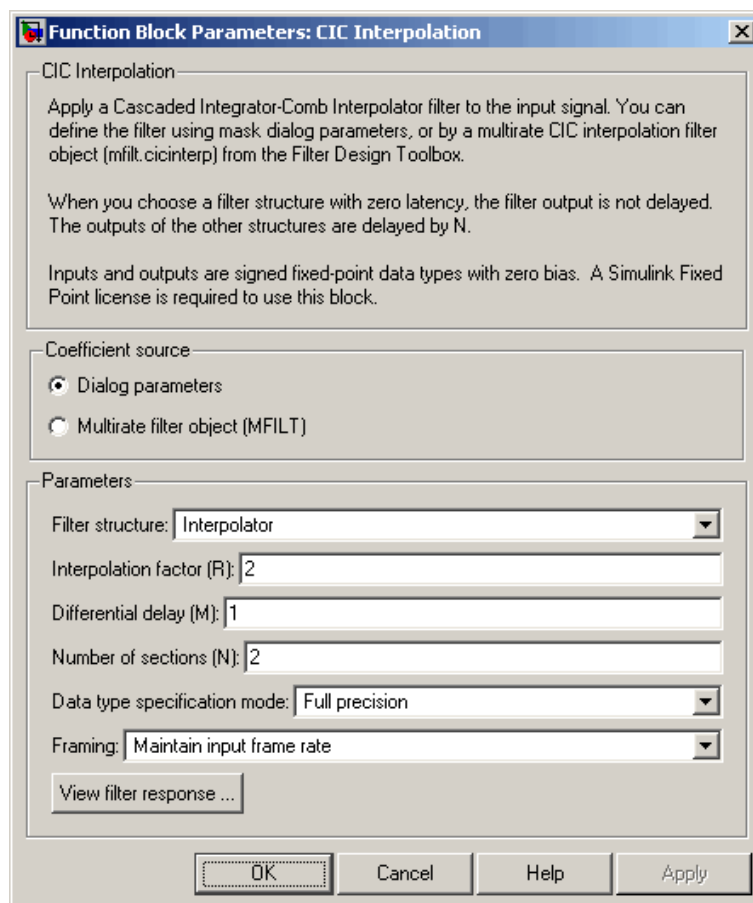 Function Block Parameters: CIC Interpolation
CIC Interpolation
Apply a Cascaded Integrator-Comb Interpolator filter to the input signal. You can
define the filter using mask dialog parameters, or by a multirate CIC interpolation filter
object (mfilt.cicinterp) from the Filter Design Toolbox.
When you choose a filter structure with zero latency, the filter output is not delayed.
The outputs of the other structures are delayed by N.
Inputs and outputs are signed fixed-point data types with zero bias.  A Simulink Fixed
Point license is required to use this block.
Coefficient source
Dialog parameters
Multirate filter object (MFILT)
Parameters
Filter structure: Interpolator
Interpolation factor (R): 2
Differential delay (M): 1
Number of sections (N): 2
Data type specification mode: Full precision
Framing: Maintain input frame rate
View filter response ...
OK Cancel Help Apply